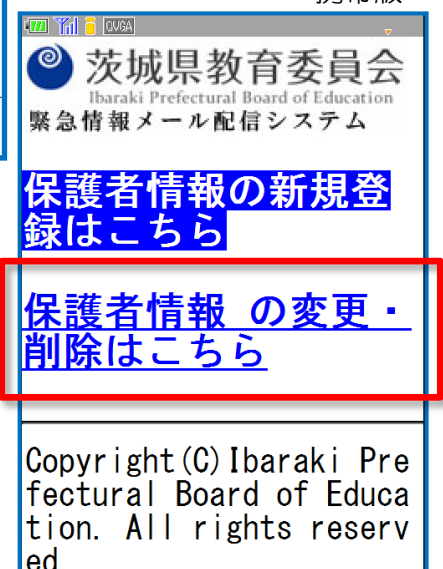 QVGA
茨城県教育委員会
Ibaraki Prefectural Board of Education
緊急情報メール配信システム
保護者情報の新規登
録はこちら
保護者情報 の変更・
削除はこちら
Copyright(C)Ibaraki Pre
fectural Board of Educa
tion. All rights reserv
ed